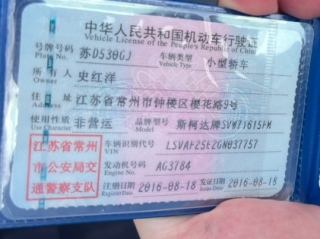 中华人民共和国机动车行驶证
Vehicle License of the People's Republic of China
号牌号码 苏D530GJ 车辆类型 小型轿车
Plate No. Vehicle Type
所有人 史红洋
Owner
住址 江苏省常州市钟楼区樱花路9号
Address
使用性质 非营运 品牌型号 斯柯达牌SVW71615FM
Use Character Model
江苏省常州市公安局交通警察支队
车辆识别代号 LSVAF25E2GN037757
VIN
发动机号码 AG3784
Engine No.
注册日期 2016-08-18 发证日期 2016-08-18
Register Date Issue Date